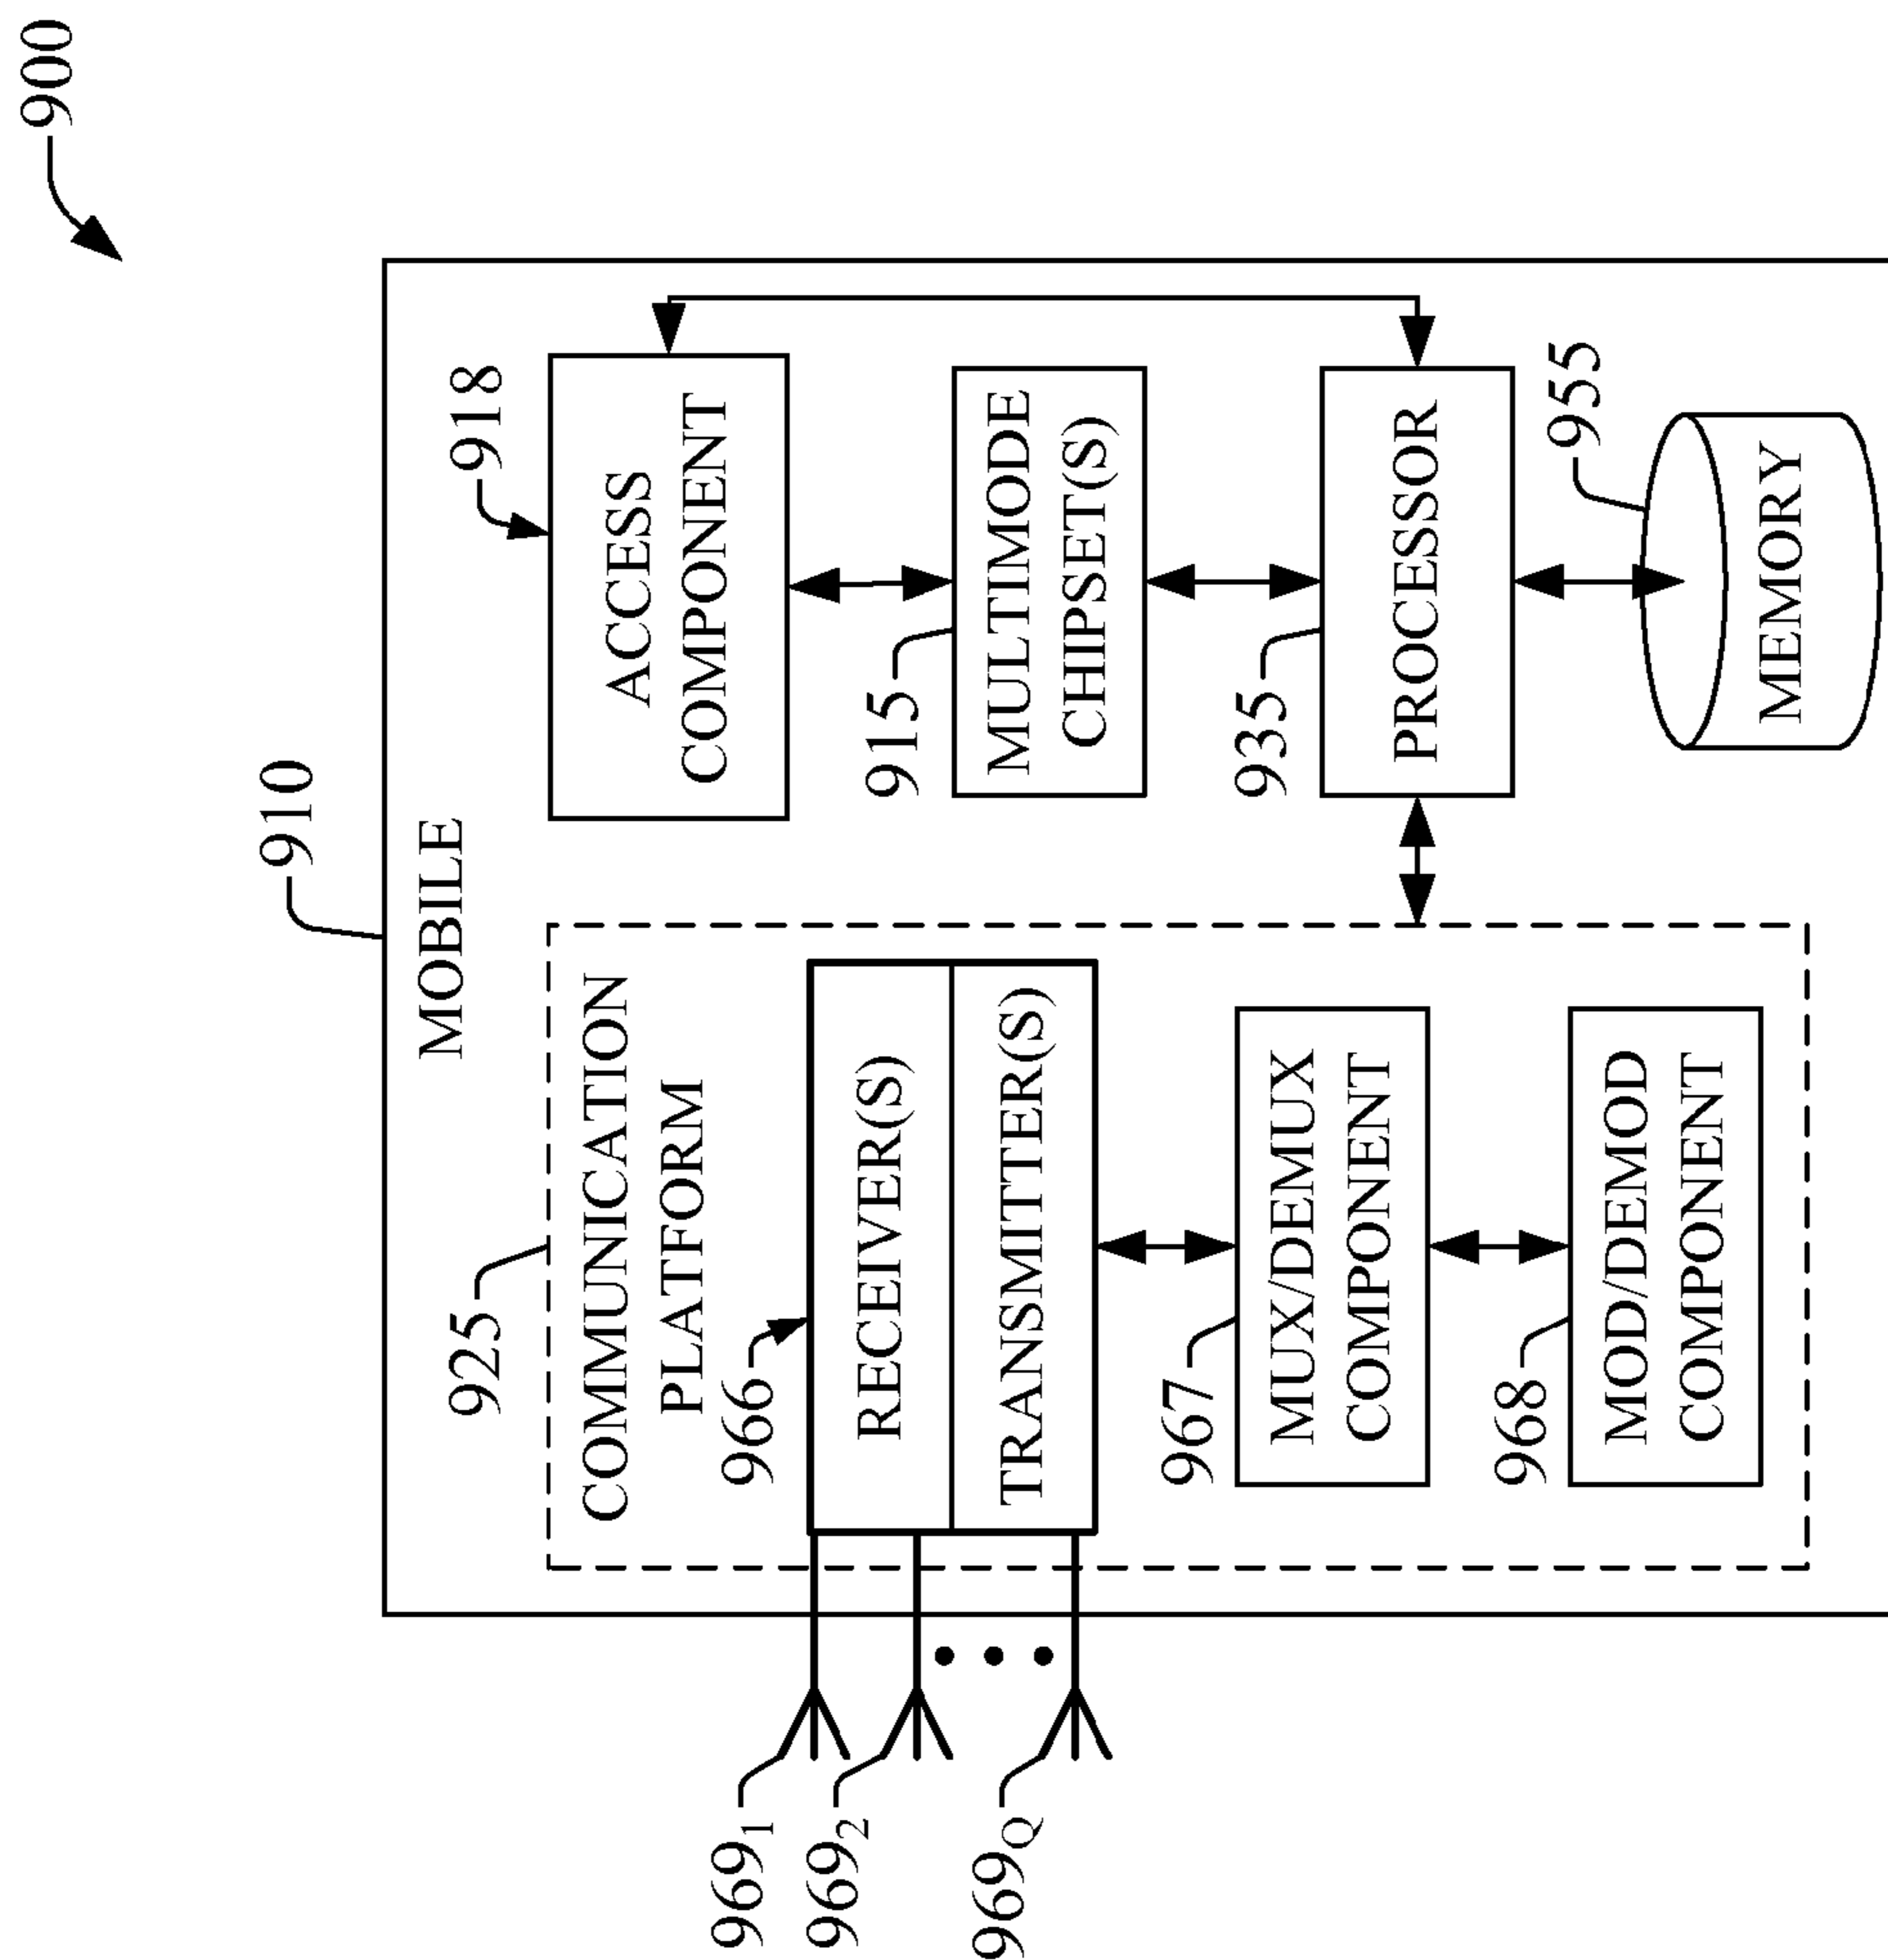 900
910
MOBILE
925
COMMUNICATION
PLATFORM
918
ACCESS
COMPONENT
966
RECEIVER(S)
TRANSMITTER(S)
969₁
969₂
969Q
915
MULTIMODE
CHIPSET(S)
967
MUX/DEMUX
COMPONENT
935
PROCESSOR
968
MOD/DEMOD
COMPONENT
955
MEMORY